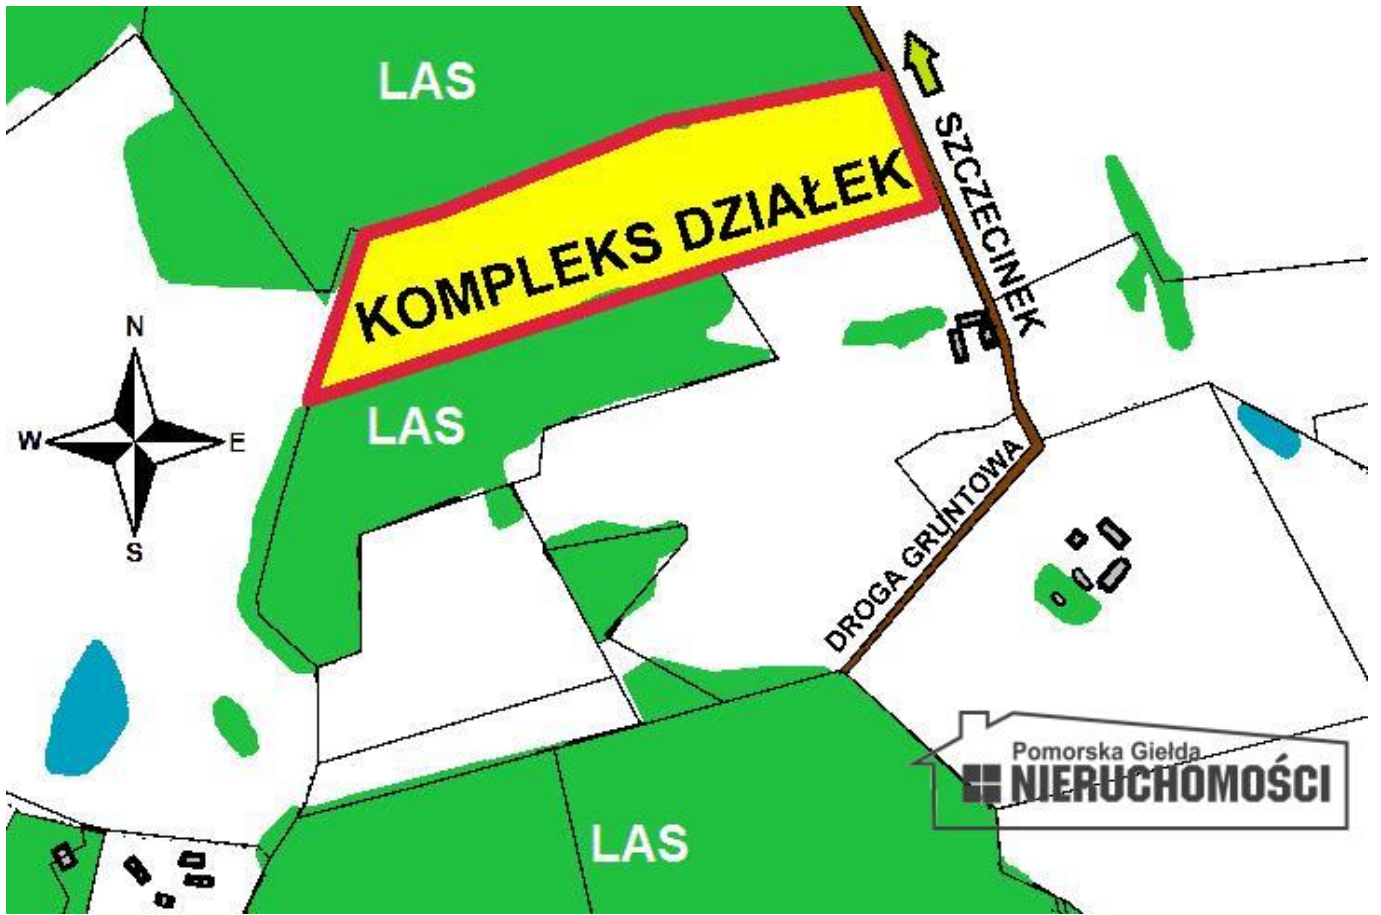 LAS
SZCZECINEK
KOMPLEKS DZIAŁEK
N
W
E
S
LAS
DROGA GRUNTOWA
Pomorska Giełda
NIERUCHOMOŚCI
LAS